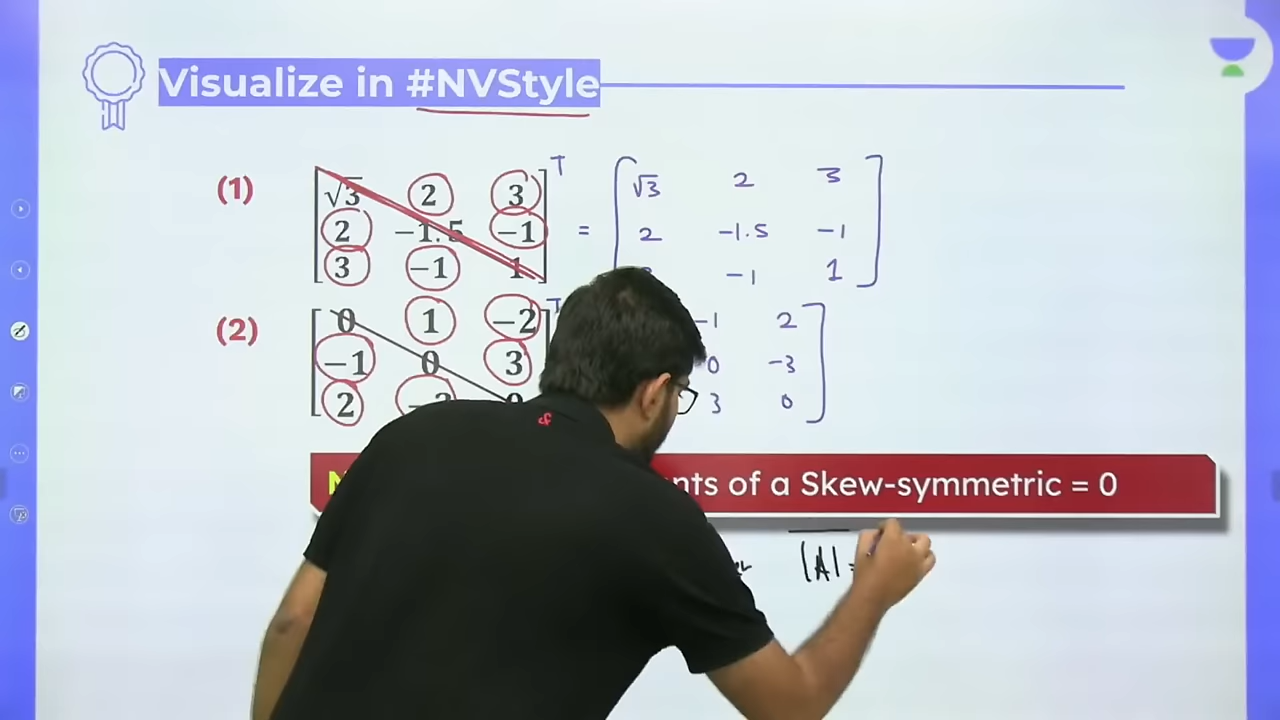 Visualize in #NVStyle
(1) [√3 2 3]ᵀ = [√3 2 3]
[2 −1.5 −1] [2 -1.5 -1]
[3 −1 1] [-1 1]
(2) [0 1 −2] -1 2]
[−1 0 3] 0 -3]
[2 3 0]
of a Skew-symmetric = 0
|A| =